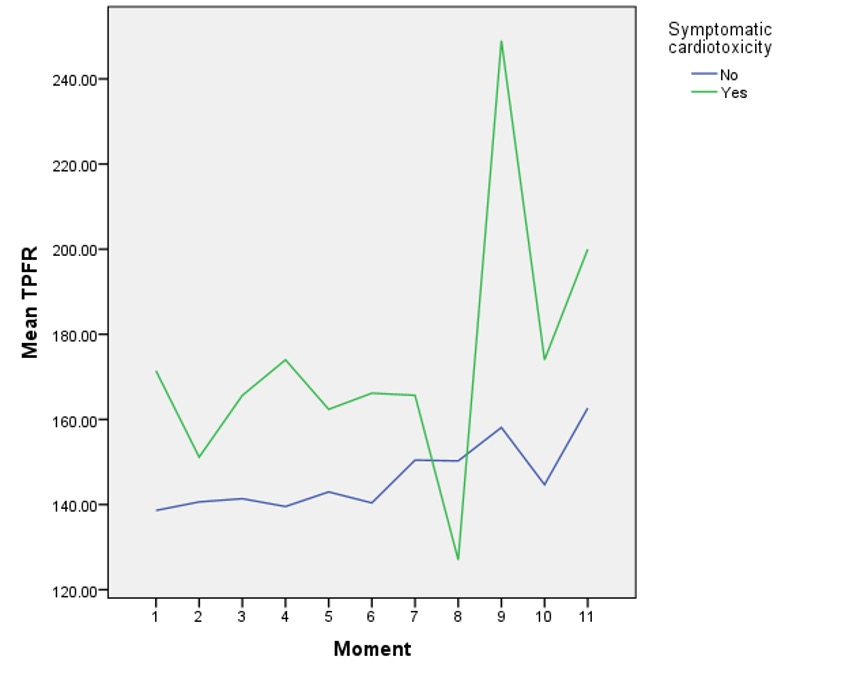 Symptomatic
cardiotoxicity
No
Yes
Mean TPFR
240.00
220.00
200.00
180.00
160.00
140.00
120.00
1 2 3 4 5 6 7 8 9 10 11
Moment